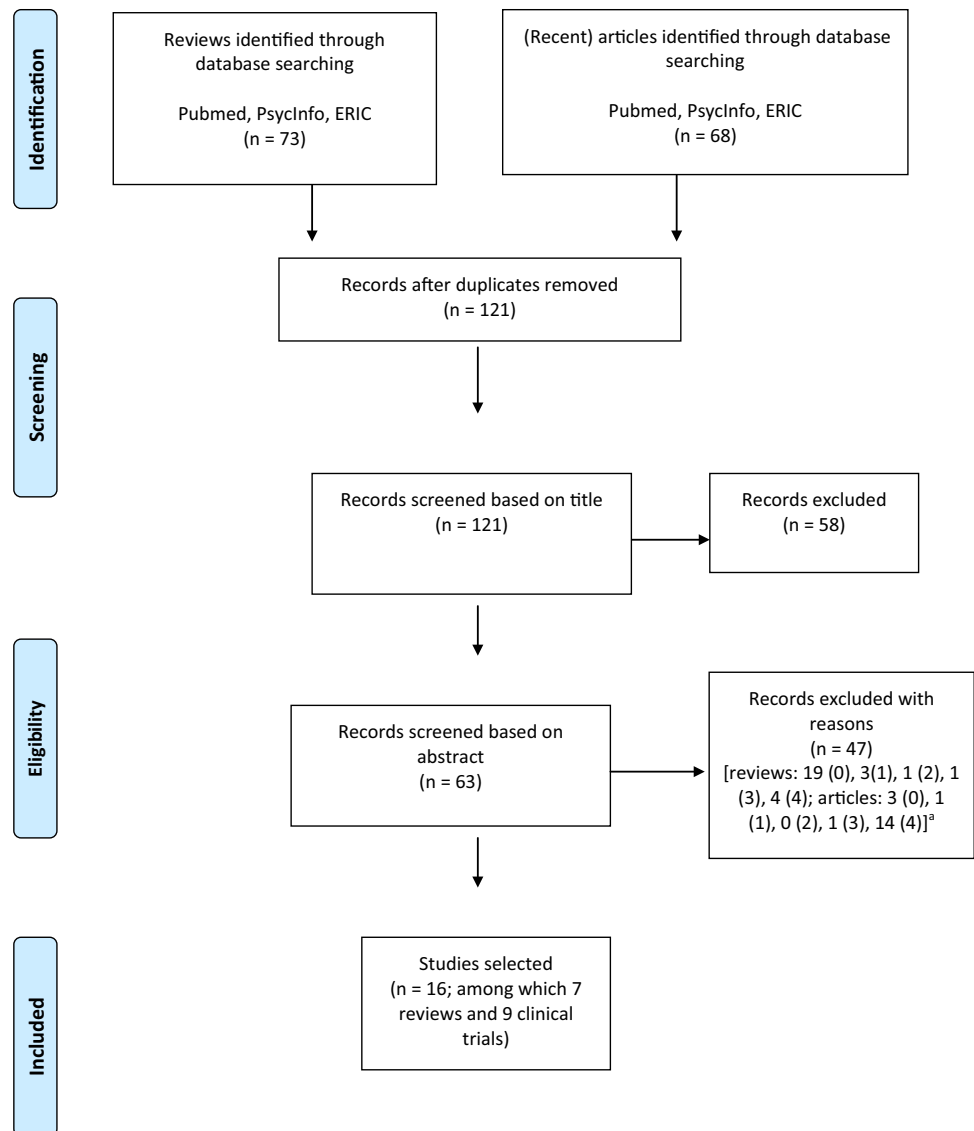 Identification
Reviews identified through
database searching
Pubmed, PsycInfo, ERIC
(n = 73)
(Recent) articles identified through database
searching
Pubmed, PsycInfo, ERIC
(n = 68)
Screening
Records after duplicates removed
(n = 121)
Records screened based on title
(n = 121)
Records excluded
(n = 58)
Eligibility
Records screened based on
abstract
(n = 63)
Records excluded with
reasons
(n = 47)
[reviews: 19 (0), 3(1), 1 (2), 1
(3), 4 (4); articles: 3 (0), 1
(1), 0 (2), 1 (3), 14 (4)]ᵃ
Included
Studies selected
(n = 16; among which 7
reviews and 9 clinical
trials)